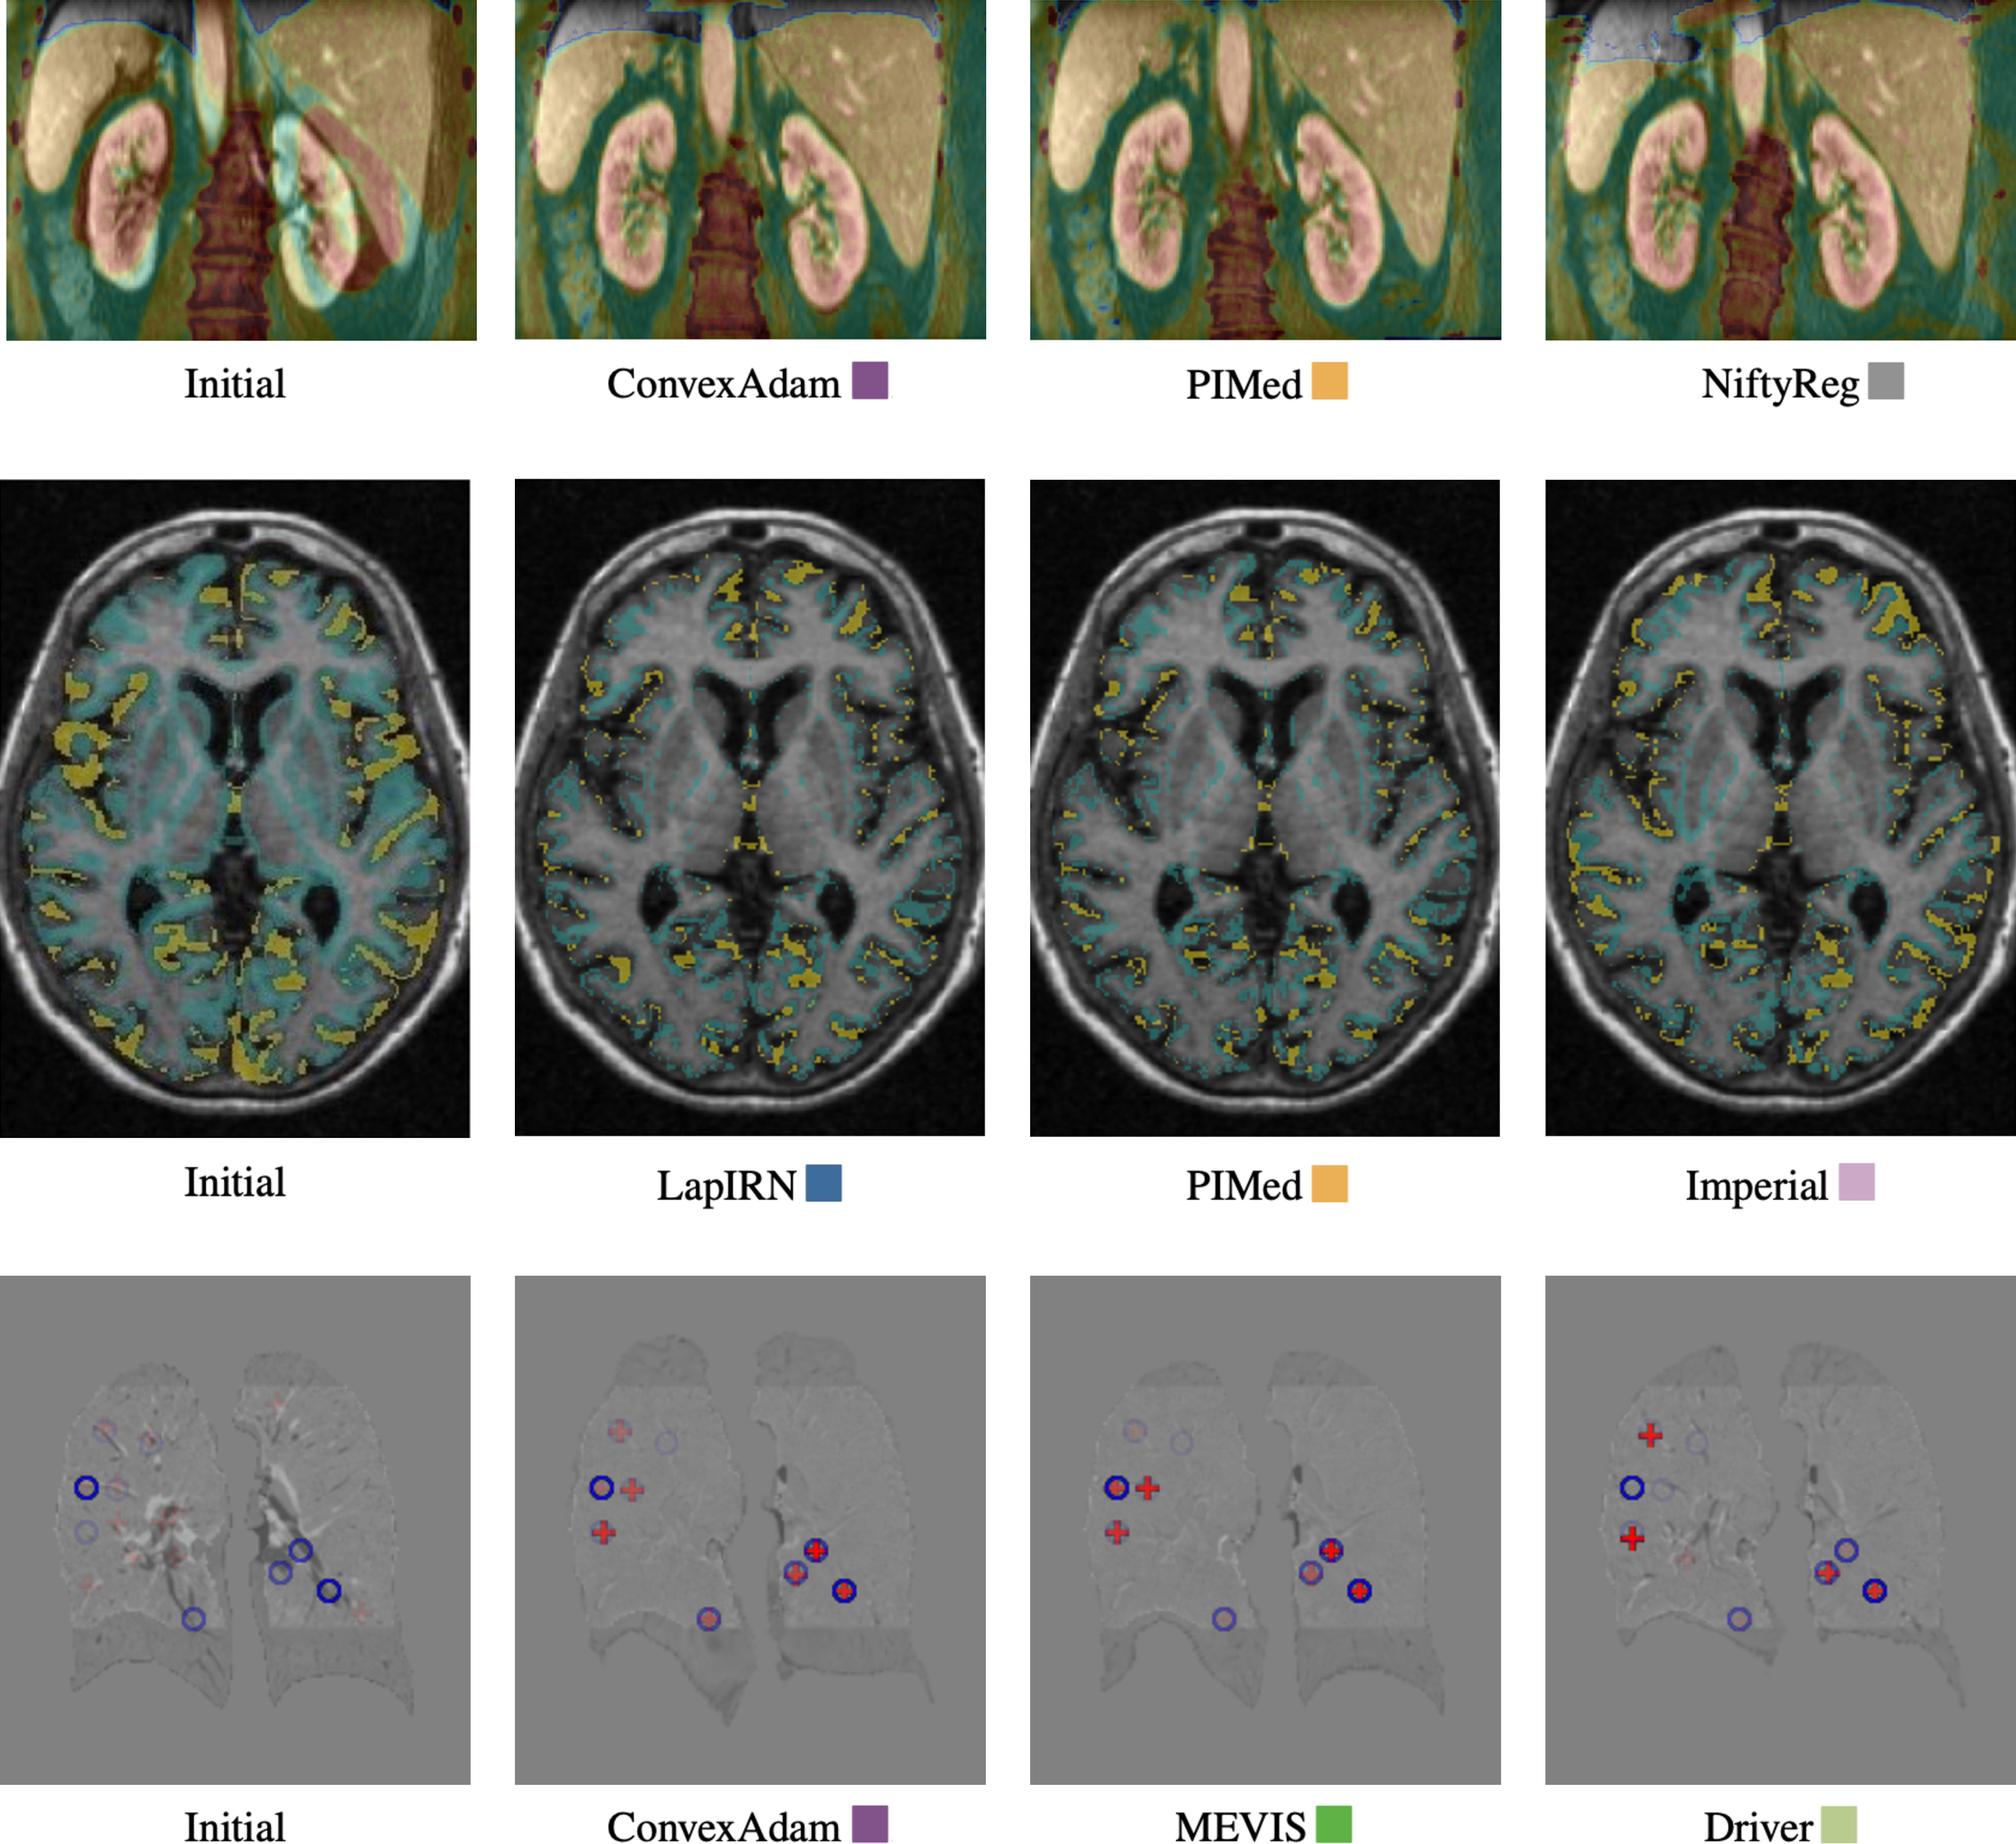 Initial ConvexAdam PIMed NiftyReg
Initial LapIRN PIMed Imperial
Initial ConvexAdam MEVIS Driver